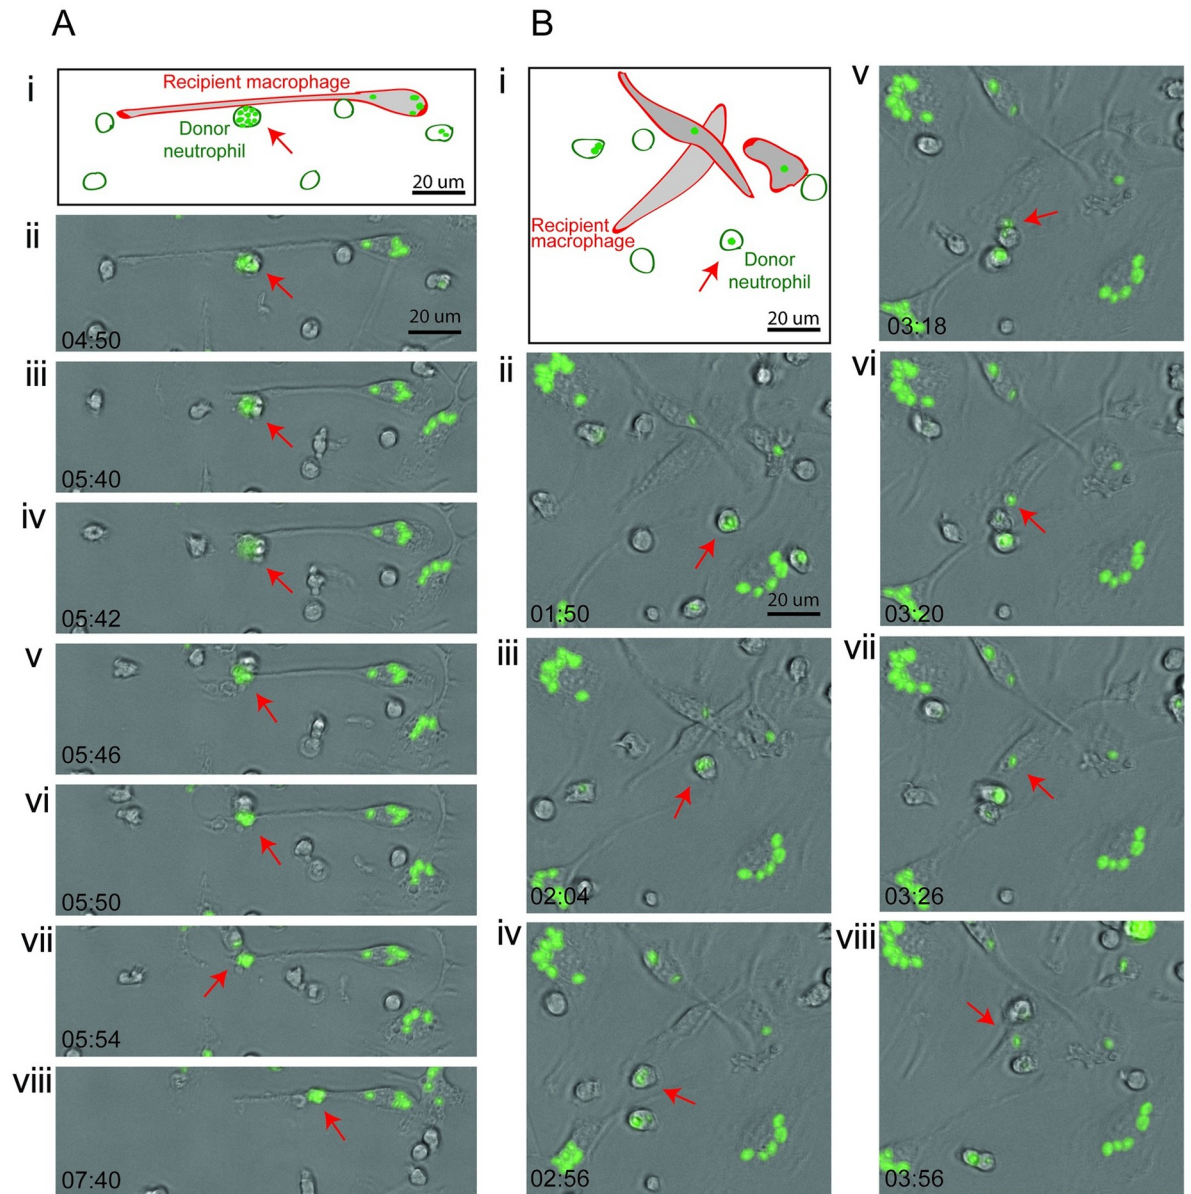 A
i
Recipient macrophage
Donor
neutrophil
20 um
ii
20 um
04:50
iii
05:40
iv
05:42
v
05:46
vi
05:50
vii
05:54
viii
07:40
B
i
Recipient
macrophage
Donor
neutrophil
20 um
ii
01:50
20 um
iii
02:04
iv
02:56
v
03:18
vi
03:20
vii
03:26
viii
03:56